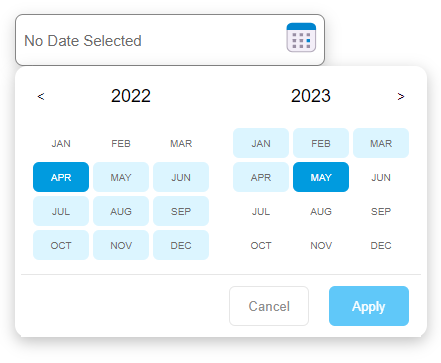 No Date Selected
< 2022 2023 >
JAN FEB MAR JAN FEB MAR
APR MAY JUN APR MAY JUN
JUL AUG SEP JUL AUG SEP
OCT NOV DEC OCT NOV DEC
Cancel Apply